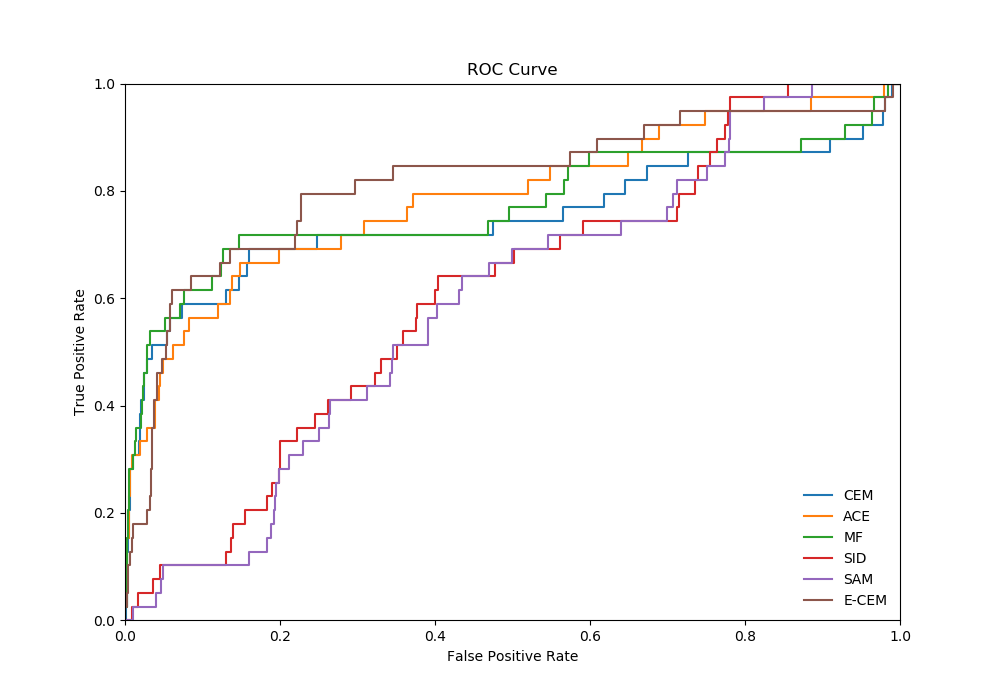 ROC Curve
1.0
0.8
0.6
0.4
0.2
0.0
True Positive Rate
CEM
ACE
MF
SID
SAM
E-CEM
0.0 0.2 0.4 0.6 0.8 1.0
False Positive Rate